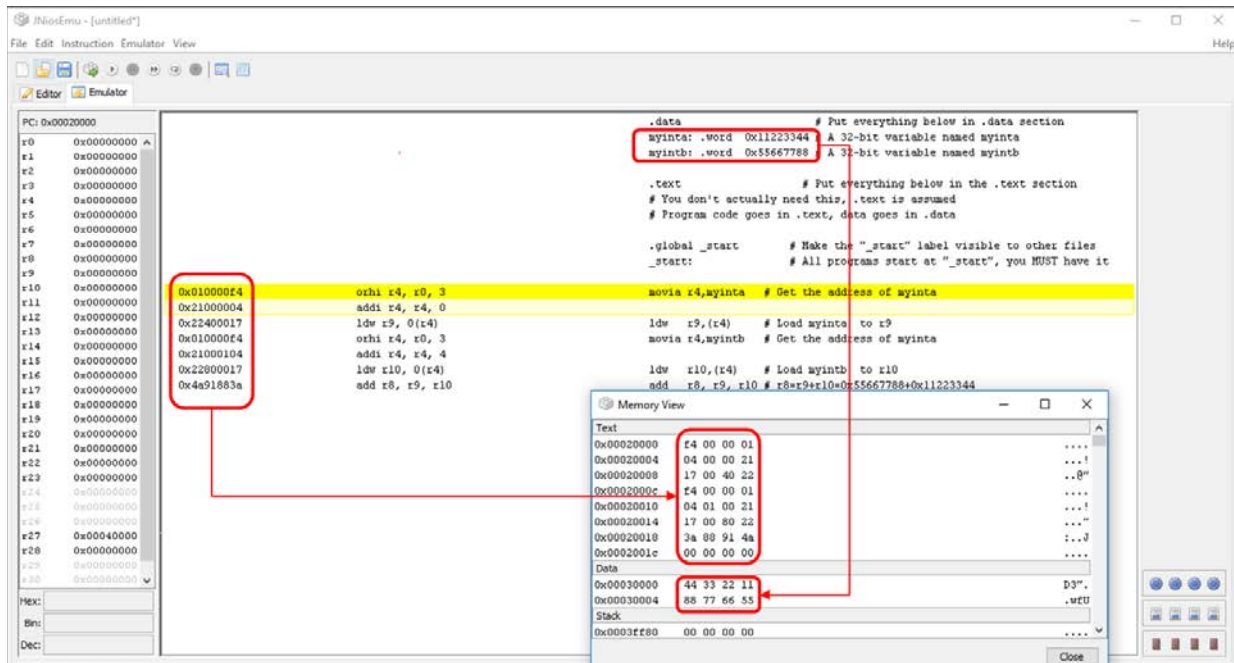 JNiosEmu - [untitled*]
File Edit Instruction Emulator View Help
Editor Emulator
PC: 0x00020000
r0 0x00000000
r1 0x00000000
r2 0x00000000
r3 0x00000000
r4 0x00000000
r5 0x00000000
r6 0x00000000
r7 0x00000000
r8 0x00000000
r9 0x00000000
r10 0x00000000
r11 0x00000000
r12 0x00000000
r13 0x00000000
r14 0x00000000
r15 0x00000000
r16 0x00000000
r17 0x00000000
r18 0x00000000
r19 0x00000000
r20 0x00000000
r21 0x00000000
r22 0x00000000
r23 0x00000000
r24 0x00000000
r25 0x00000000
r26 0x00000000
r27 0x00040000
r28 0x00000000
r29 0x00000000
r30 0x00000000
Hex:
Bin:
Dec:
.data # Put everything below in .data section
myinta: .word 0x11223344 # A 32-bit variable named myinta
myintb: .word 0x55667788 # A 32-bit variable named myintb
.text # Put everything below in the .text section
# You don't actually need this, .text is assumed
# Program code goes in .text, data goes in .data
.global _start # Make the "_start" label visible to other files
_start: # All programs start at "_start", you MUST have it
0x010000f4 orhi r4, r0, 3 movia r4,myinta # Get the address of myinta
0x21000004 addi r4, r4, 0
0x22400017 ldw r9, 0(r4) ldw r9,(r4) # Load myinta to r9
0x010000f4 orhi r4, r0, 3 movia r4,myintb # Get the address of myinta
0x21000104 addi r4, r4, 4
0x22800017 ldw r10, 0(r4) ldw r10,(r4) # Load myintb to r10
0x4a91883a add r8, r9, r10 add r8, r9, r10 # r8=r9+r10=0x55667788+0x11223344
Memory View
Text
0x00020000 f4 00 00 01 ....
0x00020004 04 00 00 21 ...!
0x00020008 17 00 40 22 ..@"
0x0002000c f4 00 00 01 ....
0x00020010 04 01 00 21 ...!
0x00020014 17 00 80 22 ..."
0x00020018 3a 88 91 4a :..J
0x0002001c 00 00 00 00 ....
Data
0x00030000 44 33 22 11 D3".
0x00030004 88 77 66 55 .wfU
Stack
0x0003ff80 00 00 00 00 ....
Close